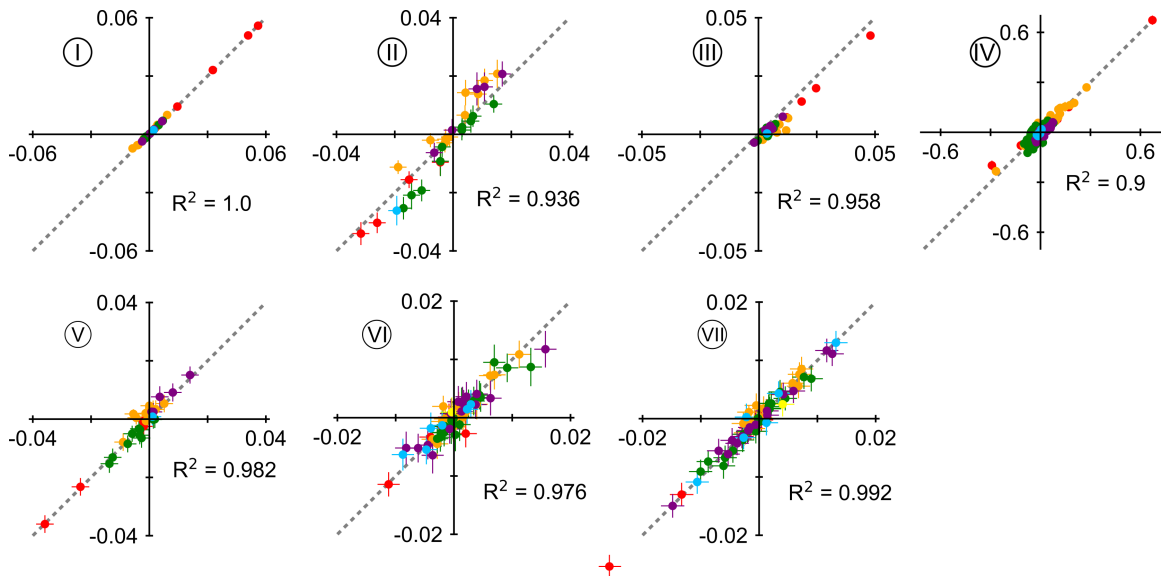 0.06
I
-0.06
0.06
R² = 1.0
-0.06
0.04
II
-0.04
0.04
R² = 0.936
-0.04
0.05
III
-0.05
0.05
R² = 0.958
-0.05
0.6
IV
-0.6
0.6
R² = 0.9
-0.6
0.04
V
-0.04
0.04
R² = 0.982
-0.04
0.02
VI
-0.02
0.02
R² = 0.976
-0.02
0.02
VII
-0.02
0.02
R² = 0.992
-0.02